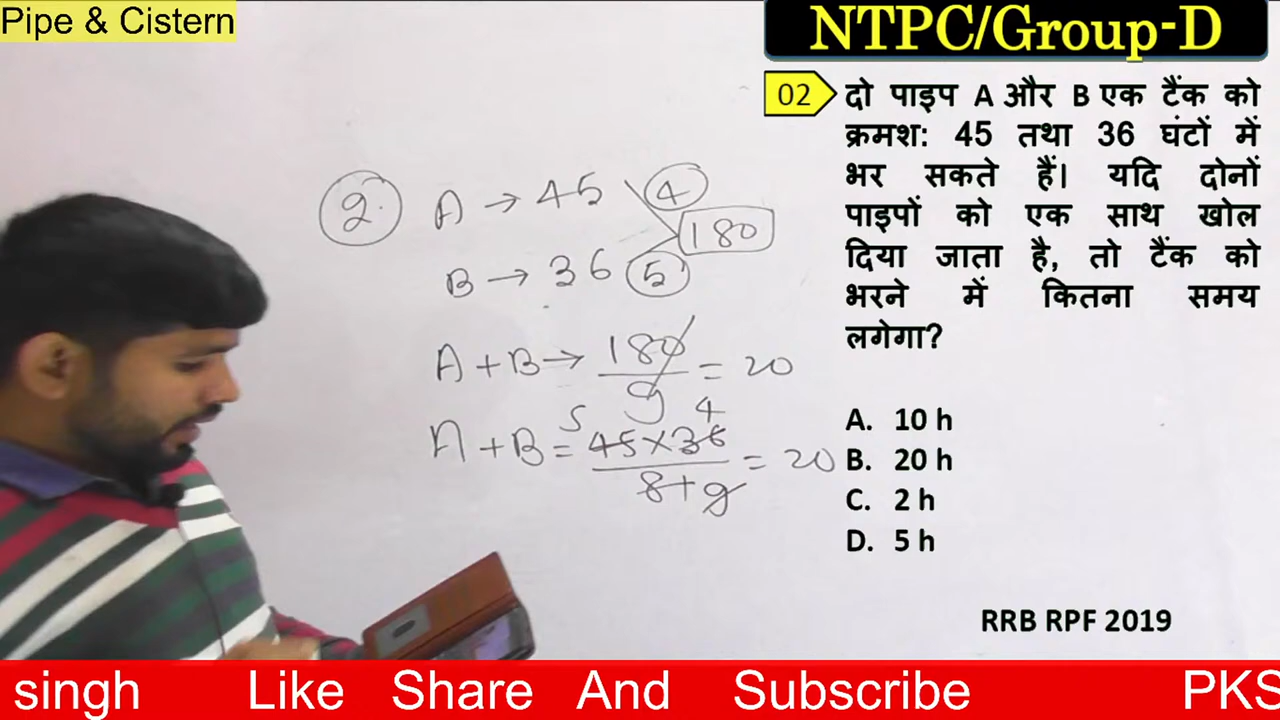 Pipe & Cistern
NTPC/Group-D
02
दो पाइप A और B एक टैंक को
क्रमश: 45 तथा 36 घंटों में
भर सकते हैं। यदि दोनों
पाइपों को एक साथ खोल
दिया जाता है, तो टैंक को
भरने में कितना समय
लगेगा?
A. 10 h
B. 20 h
C. 2 h
D. 5 h
RRB RPF 2019
2.
A → 45 4
180
B → 36 5
A + B → 180/9 = 20
5 4
A + B = 45 × 36 / 8 + 9 = 20
singh Like Share And Subscribe PKS